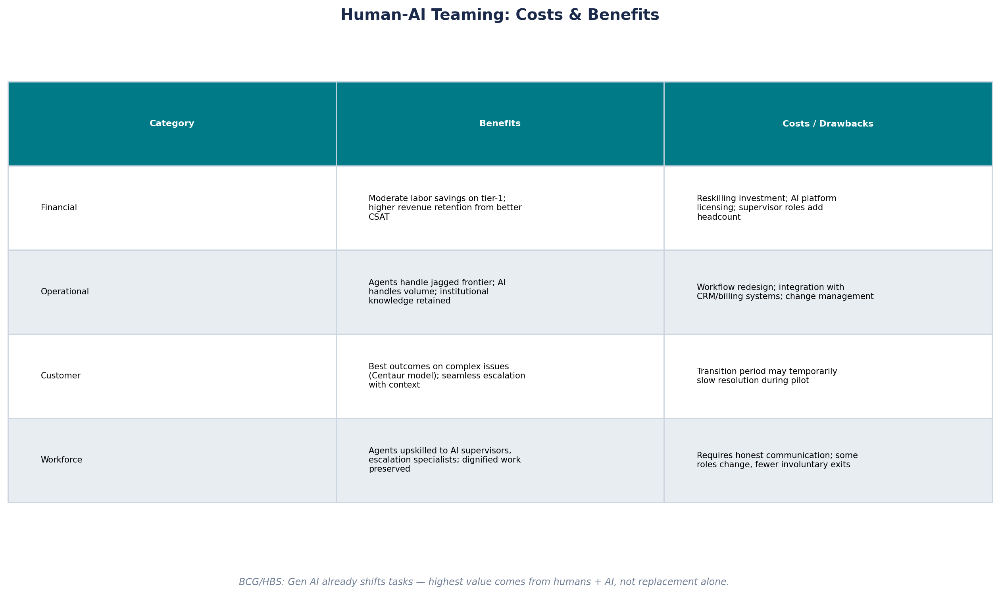 Human-AI Teaming: Costs & Benefits
Category
Benefits
Costs / Drawbacks
Financial
Moderate labor savings on tier-1;
higher revenue retention from better
CSAT
Reskilling investment; AI platform
licensing; supervisor roles add
headcount
Operational
Agents handle jagged frontier; AI
handles volume; institutional
knowledge retained
Workflow redesign; integration with
CRM/billing systems; change management
Customer
Best outcomes on complex issues
(Centaur model); seamless escalation
with context
Transition period may temporarily
slow resolution during pilot
Workforce
Agents upskilled to AI supervisors,
escalation specialists; dignified work
preserved
Requires honest communication; some
roles change, fewer involuntary exits
BCG/HBS: Gen AI already shifts tasks — highest value comes from humans + AI, not replacement alone.